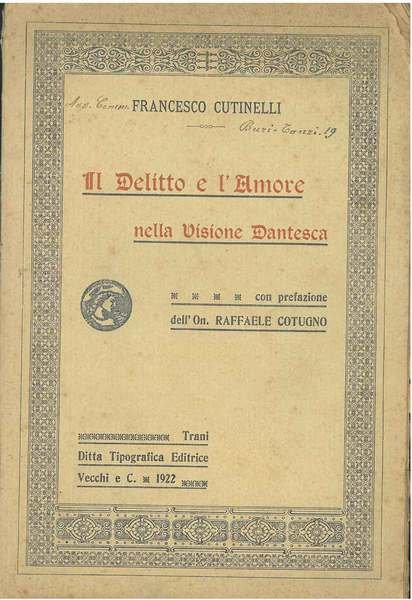 FRANCESCO CUTINELLI
Il Delitto e l'Amore
nella Visione Dantesca
con prefazione
dell'On. RAFFAELE COTUGNO
Trani
Ditta Tipografica Editrice
Vecchi e C. 1922